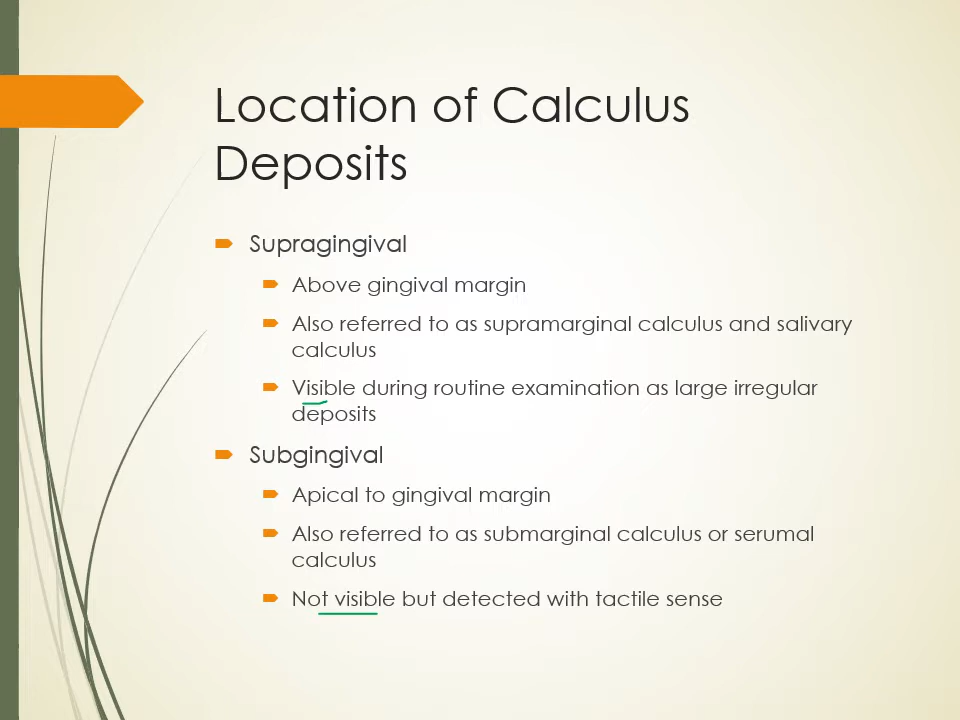 Location of Calculus
Deposits
Supragingival
Above gingival margin
Also referred to as supramarginal calculus and salivary
calculus
Visible during routine examination as large irregular
deposits
Subgingival
Apical to gingival margin
Also referred to as submarginal calculus or serumal
calculus
Not visible but detected with tactile sense